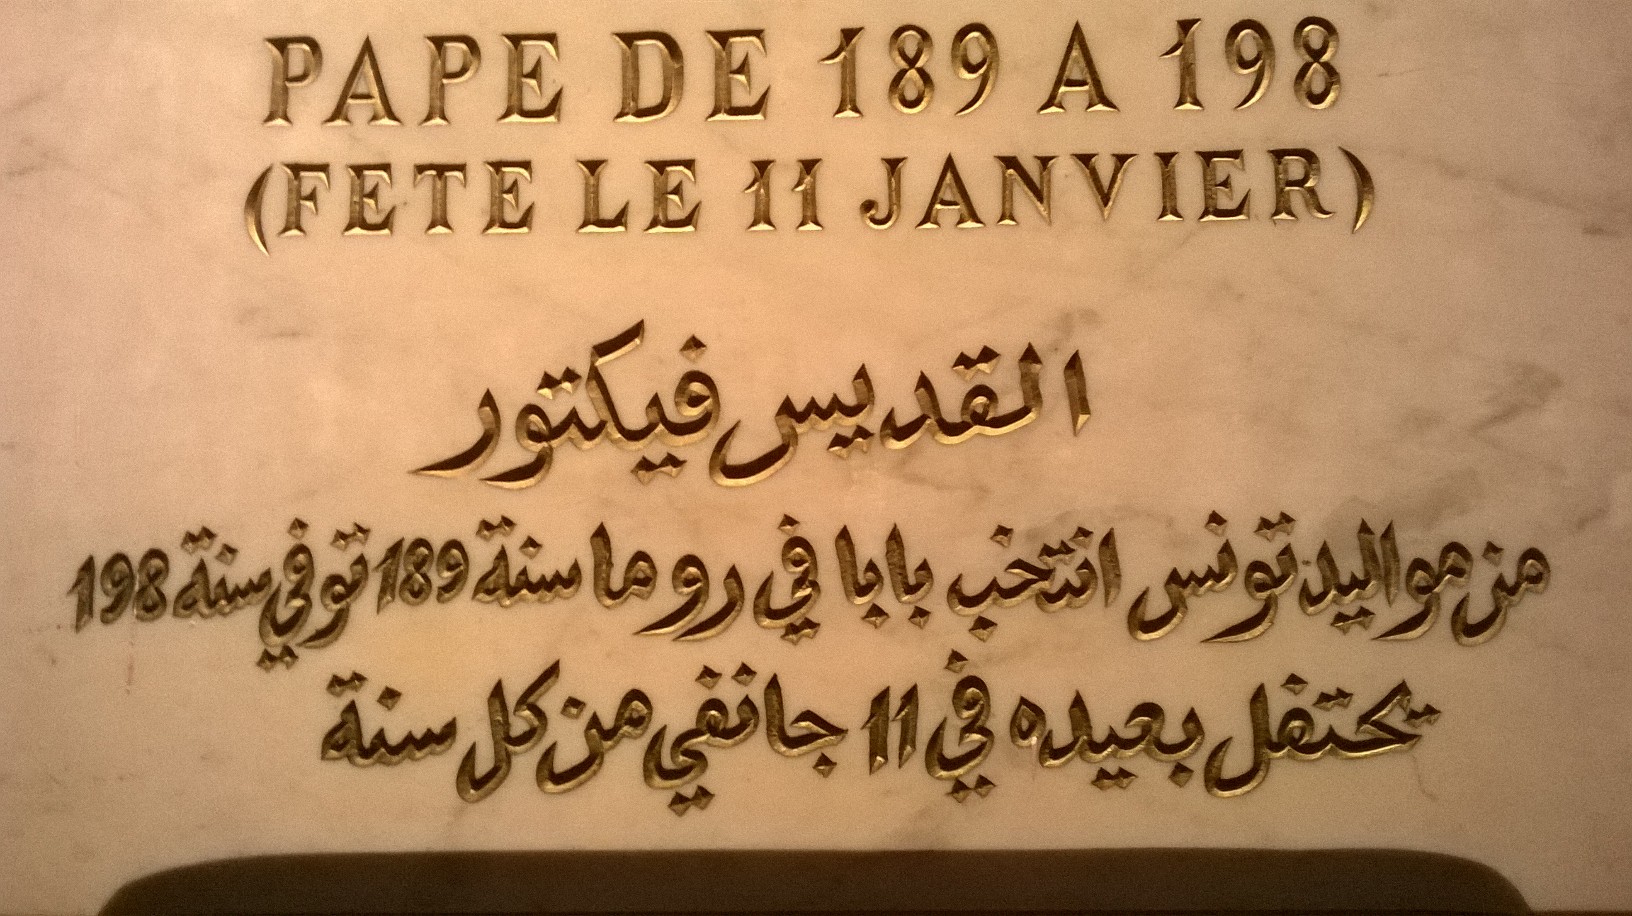 PAPE DE 189 A 198
(FETE LE 11 JANVIER)
القديس فيكتور
من مواليد تونس انتخب بابا في روما سنة 189 توفي سنة 198
تحتفل بعيده في 11 جانفي من كل سنة